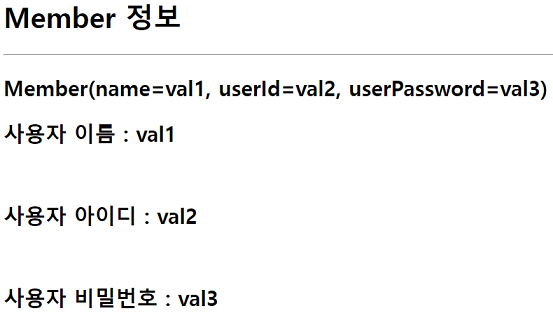 Member 정보
Member(name=val1, userId=val2, userPassword=val3)
사용자 이름 : val1
사용자 아이디 : val2
사용자 비밀번호 : val3